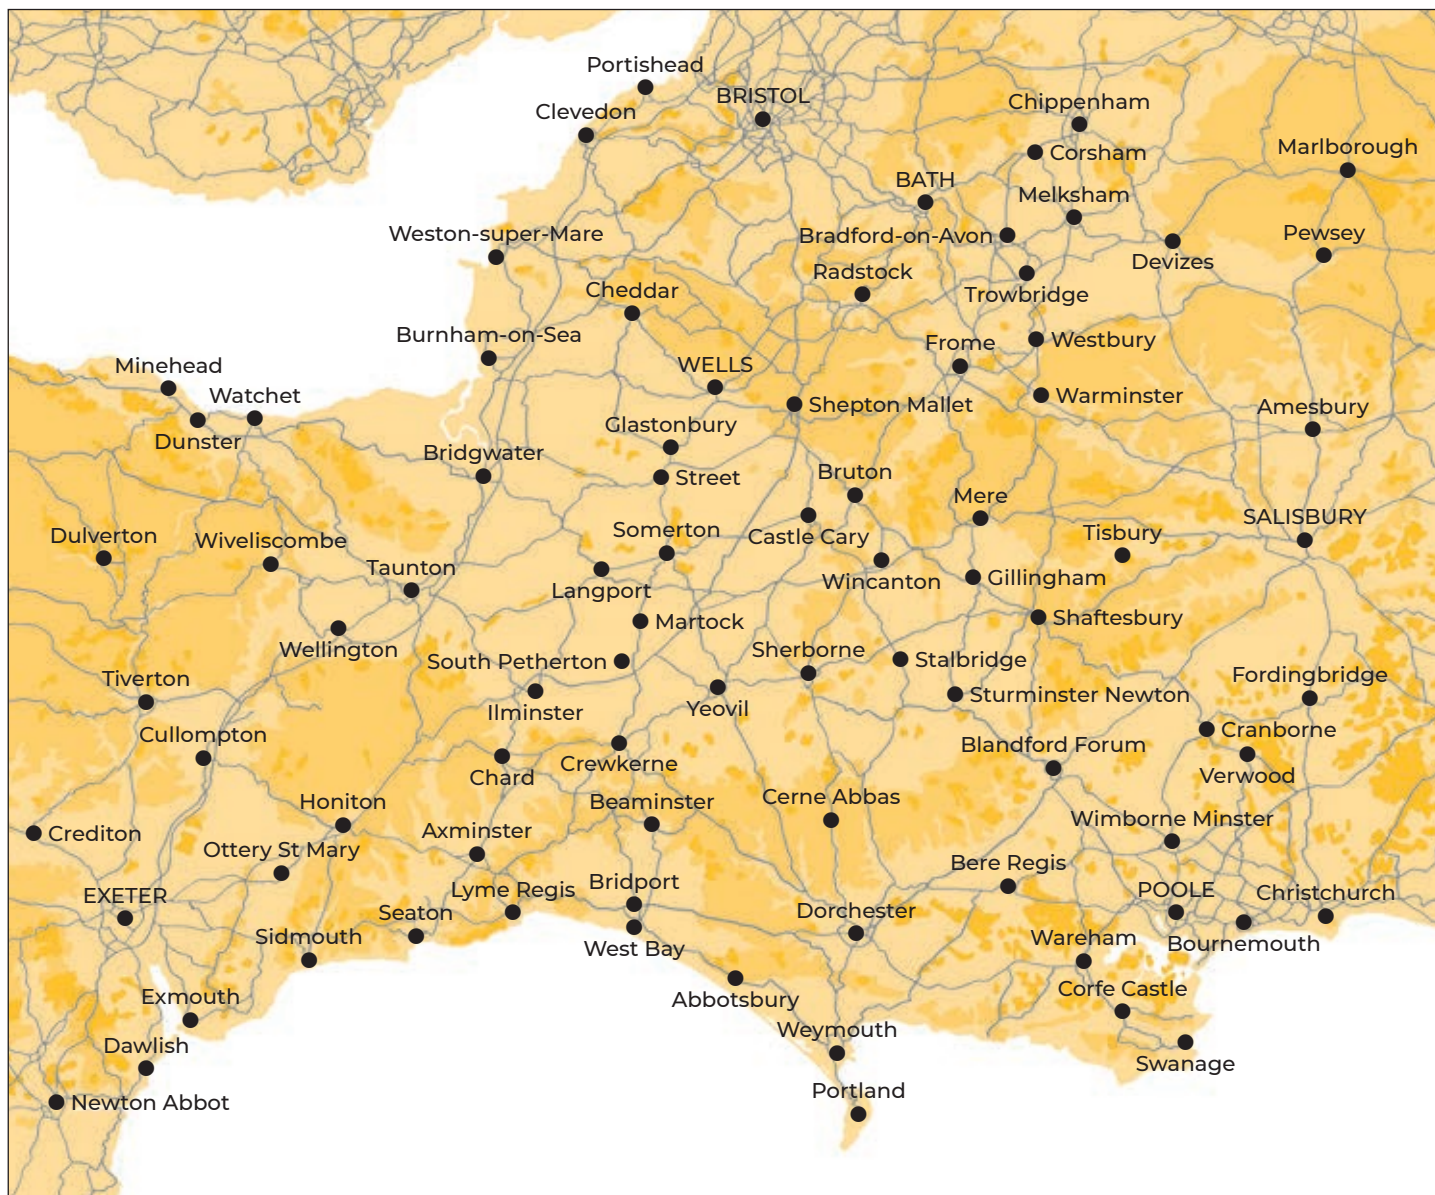 Portishead
BRISTOL
Chippenham
Clevedon
Corsham
Marlborough
BATH
Melksham
Weston-super-Mare
Bradford-on-Avon
Pewsey
Devizes
Radstock
Cheddar
Trowbridge
Burnham-on-Sea
Frome
Westbury
Minehead
WELLS
Watchet
Warminster
Shepton Mallet
Amesbury
Glastonbury
Dunster
Bridgwater
Street
Bruton
Mere
SALISBURY
Somerton
Castle Cary
Tisbury
Dulverton
Wiveliscombe
Taunton
Langport
Wincanton
Gillingham
Martock
Shaftesbury
Wellington
Sherborne
South Petherton
Stalbridge
Tiverton
Fordingbridge
Sturminster Newton
Ilminster
Yeovil
Cullompton
Cranborne
Blandford Forum
Crewkerne
Chard
Verwood
Honiton
Beaminster
Cerne Abbas
Wimborne Minster
Crediton
Axminster
Ottery St Mary
Bere Regis
Bridport
Lyme Regis
POOLE
Christchurch
EXETER
Seaton
Dorchester
Sidmouth
Wareham
Bournemouth
West Bay
Corfe Castle
Exmouth
Abbotsbury
Weymouth
Dawlish
Swanage
Portland
Newton Abbot